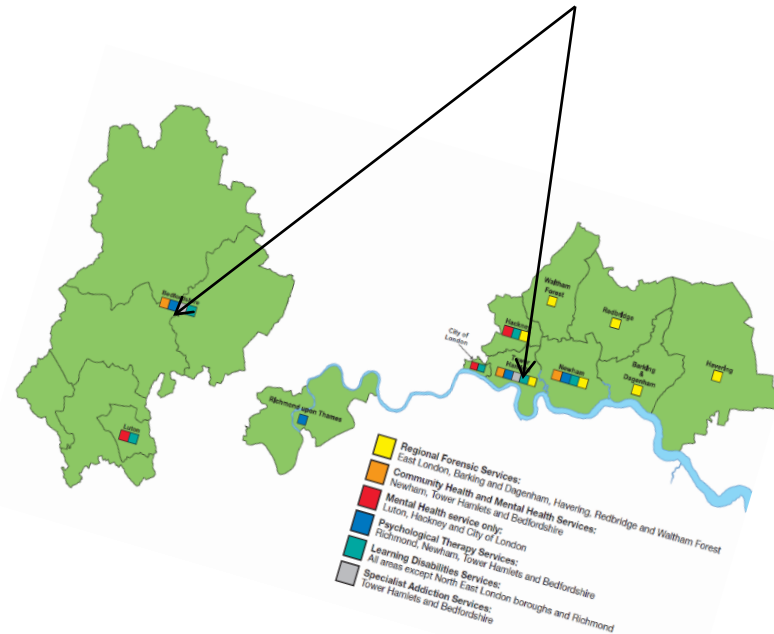 Bedfordshire
Luton
Richmond upon Thames
City of
London
Hackney
Waltham
Forest
Redbridge
Tower
Newham
Barking
&
Dagenham
Havering
Regional Forensic Services:
East London, Barking and Dagenham, Havering, Redbridge and Waltham Forest
Community Health and Mental Health Services:
Newham, Tower Hamlets and Bedfordshire
Mental Health service only:
Luton, Hackney and City of London
Psychological Therapy Services:
Richmond, Newham, Tower Hamlets and Bedfordshire
Learning Disabilities Services:
All areas except North East London boroughs and Richmond
Specialist Addiction Services:
Tower Hamlets and Bedfordshire